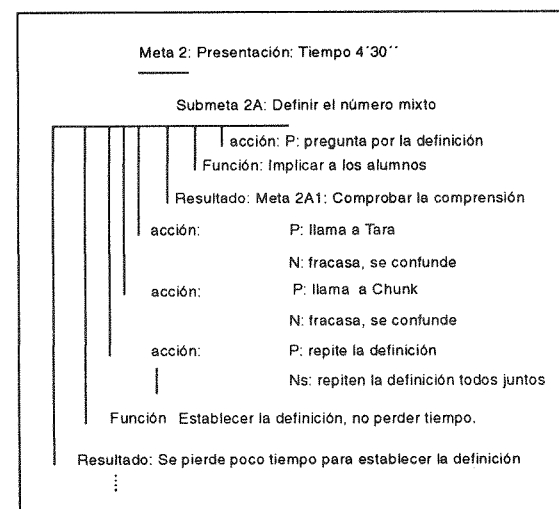 Meta 2: Presentación: Tiempo 4´30´´
Submeta 2A: Definir el número mixto
acción: P: pregunta por la definición
Función: Implicar a los alumnos
Resultado: Meta 2A1: Comprobar la comprensión
acción: P: llama a Tara
N: fracasa, se confunde
acción: P: llama a Chunk
N: fracasa, se confunde
acción: P: repite la definición
Ns: repiten la definición todos juntos
Función Establecer la definición, no perder tiempo.
Resultado: Se pierde poco tiempo para establecer la definición